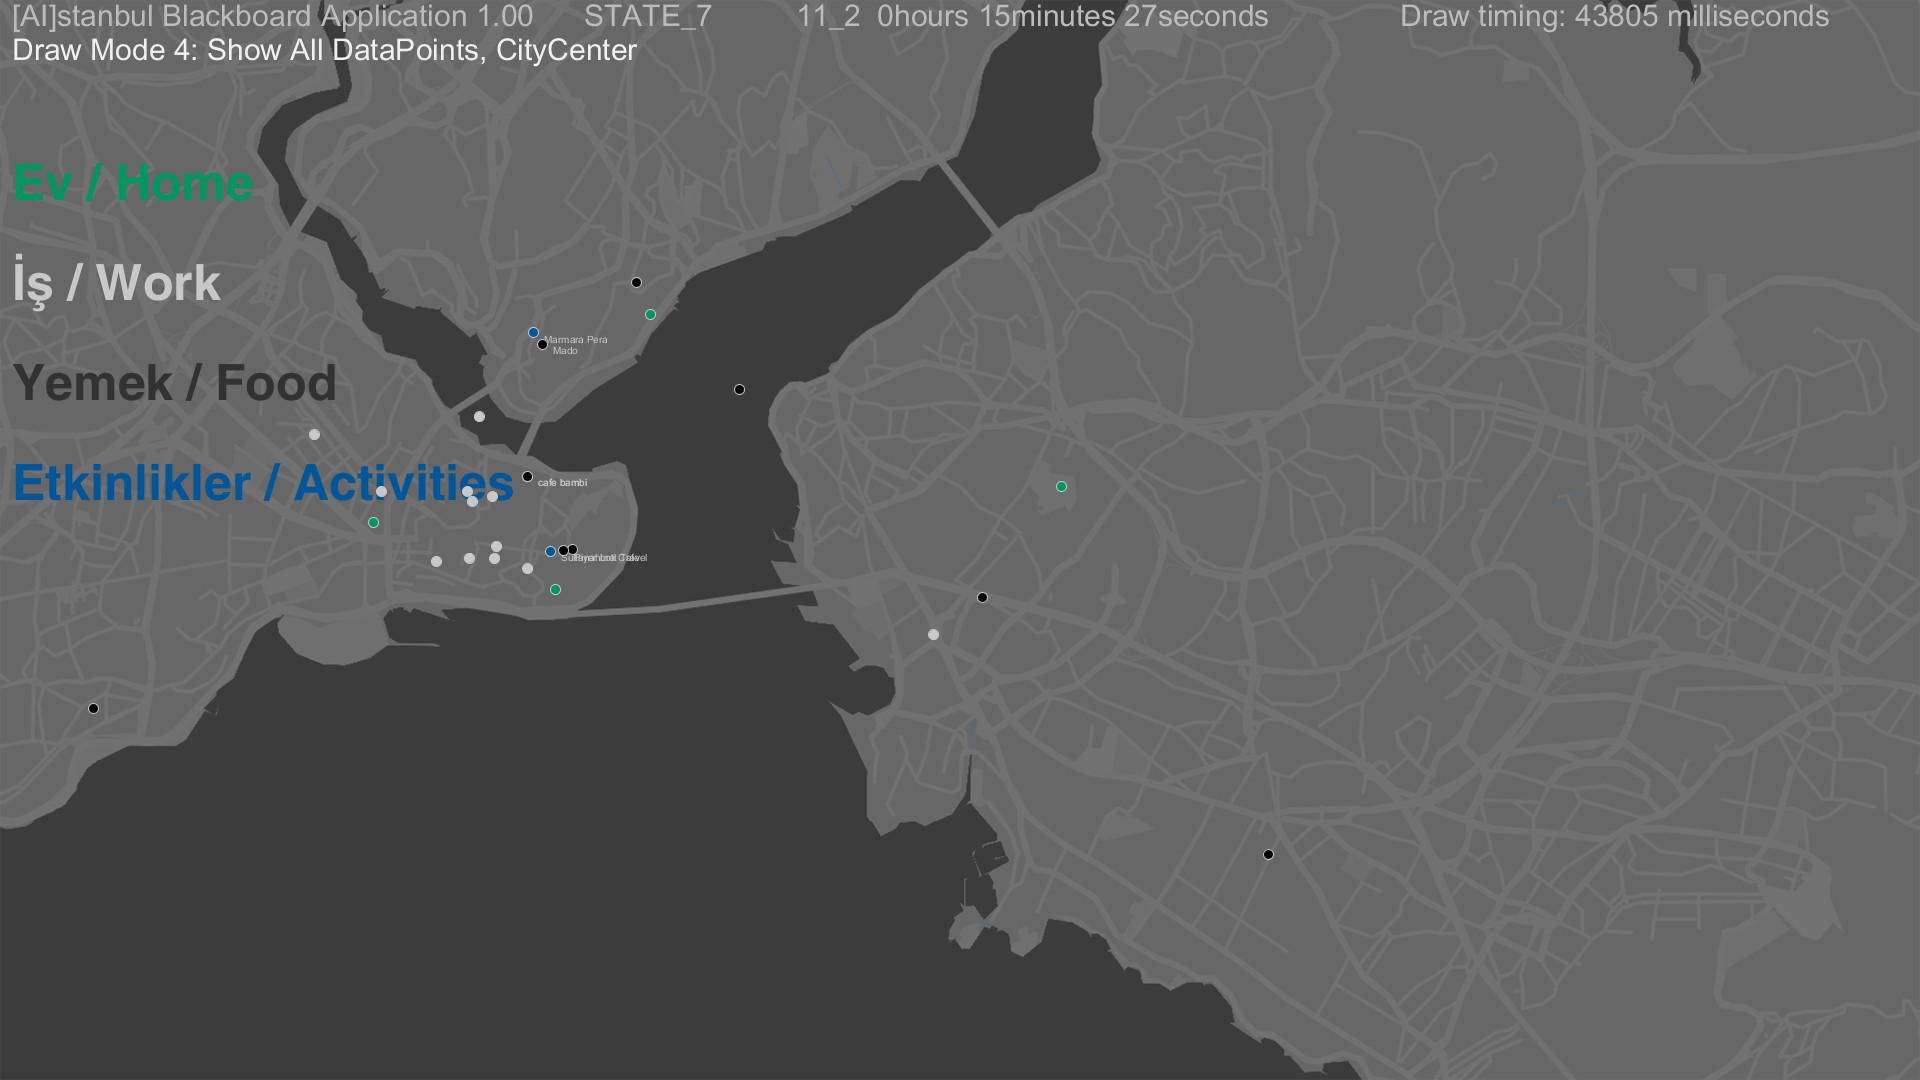 [AI]stanbul Blackboard Application 1.00 STATE_7 11_2 0hours 15minutes 27seconds Draw timing: 43805 milliseconds
Draw Mode 4: Show All DataPoints, CityCenter
Ev / Home
İş / Work
Marmara Pera
Mado
Yemek / Food
Etkinlikler / Activities
cafe bambi